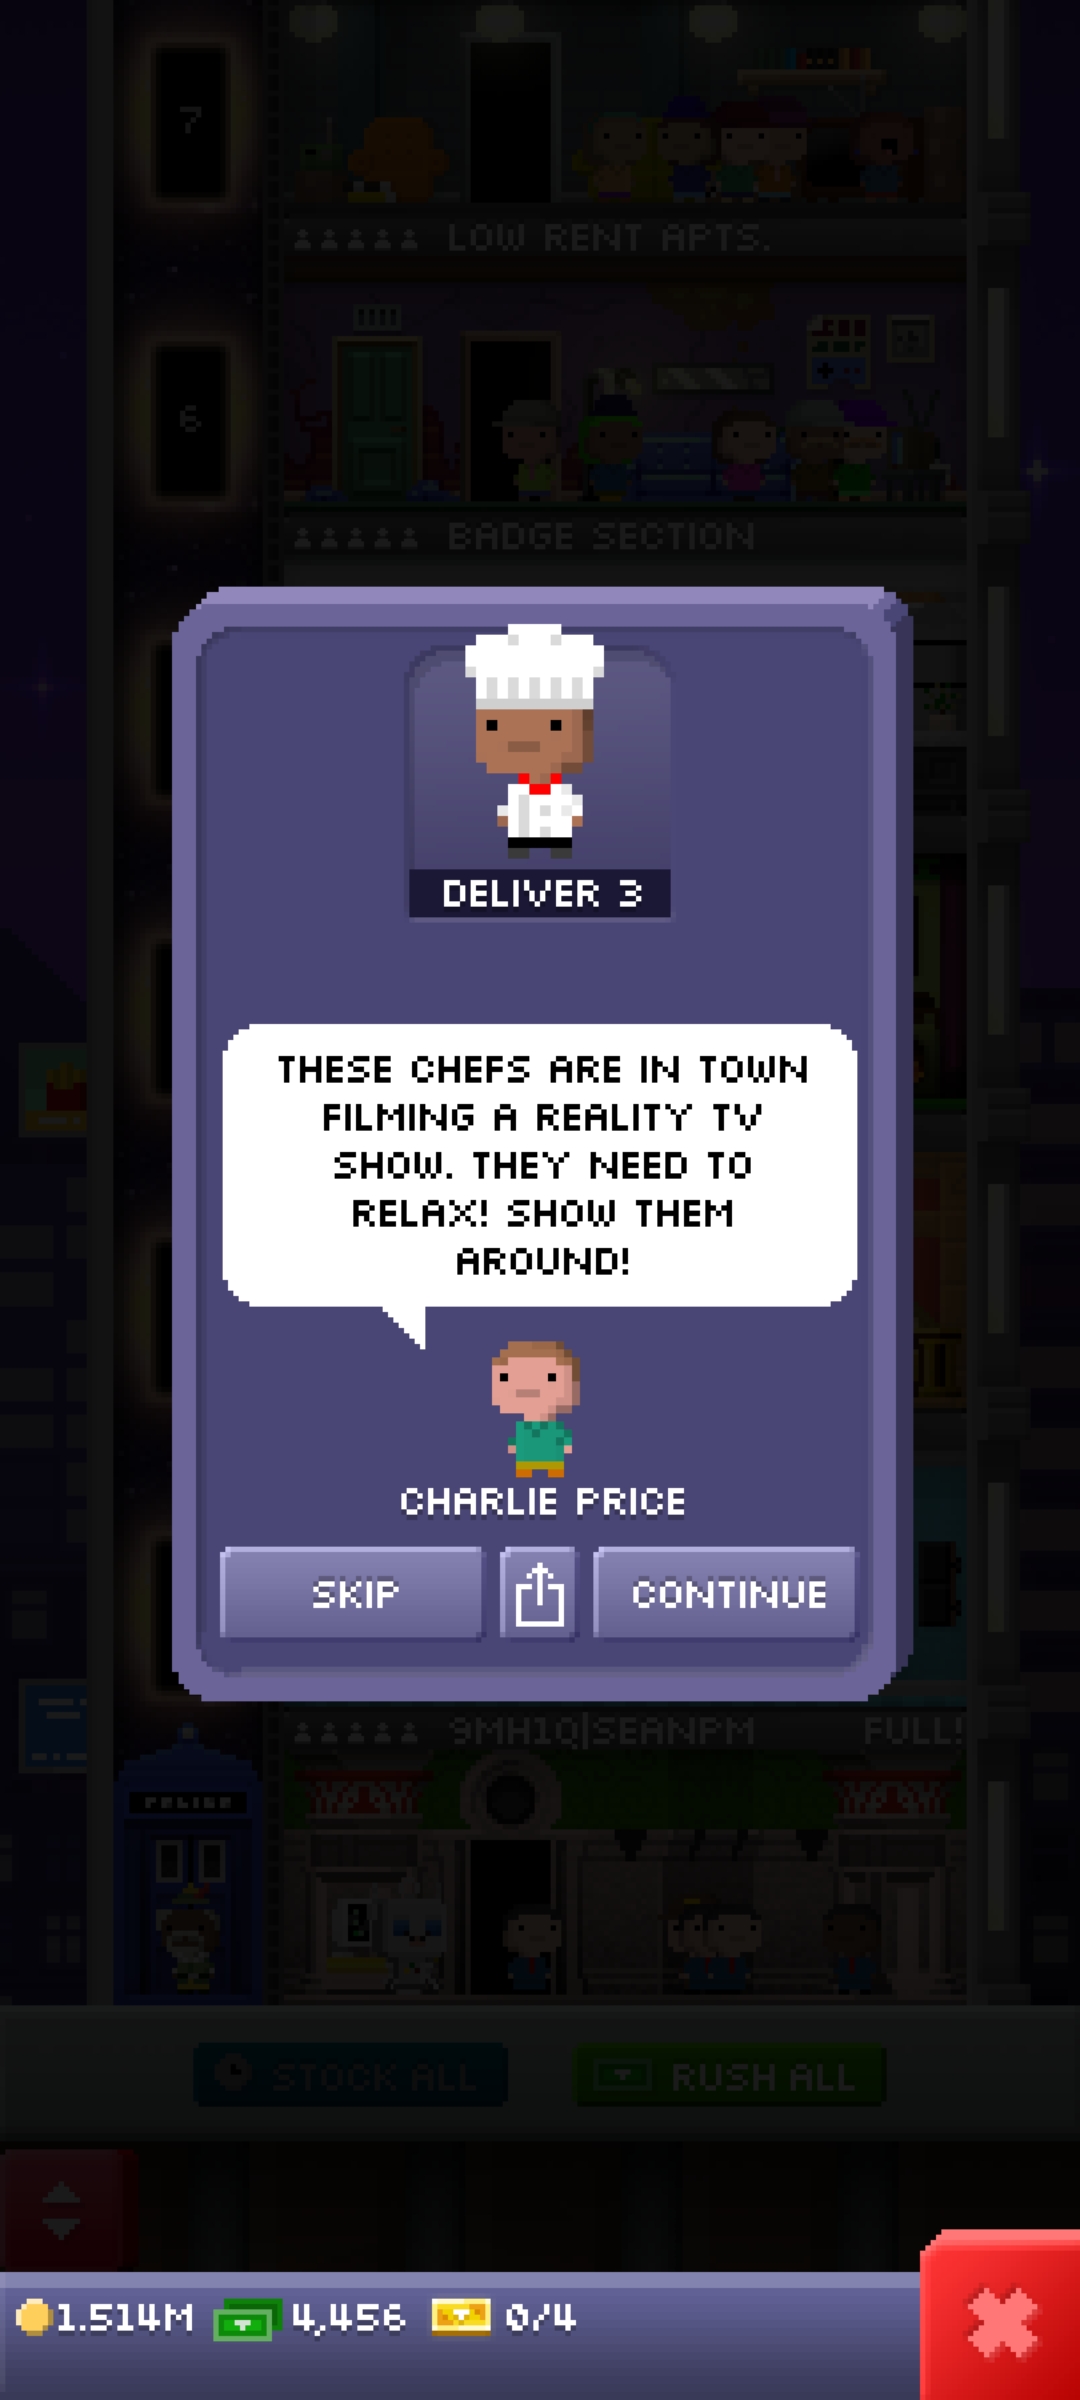 7
LOW RENT APTS.
6
BADGE SECTION
DELIVER 3
THESE CHEFS ARE IN TOWN
FILMING A REALITY TV
SHOW. THEY NEED TO
RELAX! SHOW THEM
AROUND!
CHARLIE PRICE
SKIP
CONTINUE
9MH1Q|SEANPM FULL!
POLICE
STOCK ALL
RUSH ALL
1.514M 4,456 0/4